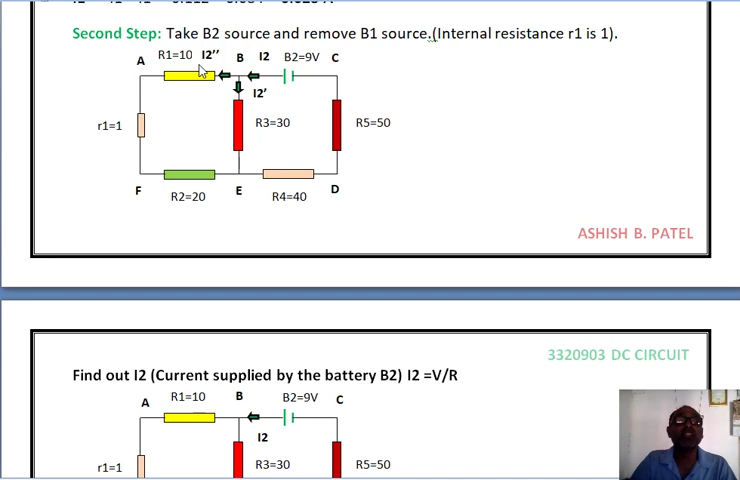 Second Step: Take B2 source and remove B1 source.(Internal resistance r1 is 1).
A R1=10 I2'' B I2 B2=9V C
I2'
r1=1 R3=30 R5=50
F R2=20 E R4=40 D
ASHISH B. PATEL
3320903 DC CIRCUIT
Find out I2 (Current supplied by the battery B2) I2 =V/R
A R1=10 B B2=9V C
I2
r1=1 R3=30 R5=50